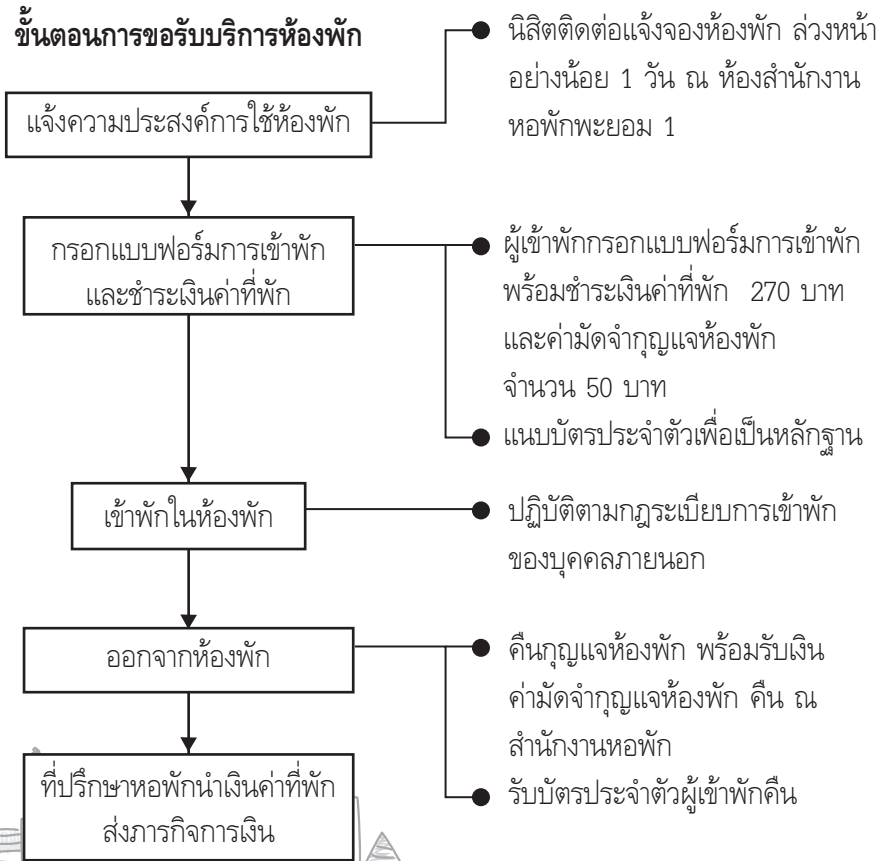 ขั้นตอนการขอรับบริการห้องพัก
แจ้งความประสงค์การใช้ห้องพัก
นิสิตติดต่อแจ้งจองห้องพัก ล่วงหน้า
อย่างน้อย 1 วัน ณ ห้องสำนักงาน
หอพักพะยอม 1
กรอกแบบฟอร์มการเข้าพัก
และชำระเงินค่าที่พัก
ผู้เข้าพักกรอกแบบฟอร์มการเข้าพัก
พร้อมชำระเงินค่าที่พัก 270 บาท
และค่ามัดจำกุญแจห้องพัก
จำนวน 50 บาท
แนบบัตรประจำตัวเพื่อเป็นหลักฐาน
เข้าพักในห้องพัก
ปฏิบัติตามกฎระเบียบการเข้าพัก
ของบุคคลภายนอก
ออกจากห้องพัก
คืนกุญแจห้องพัก พร้อมรับเงิน
ค่ามัดจำกุญแจห้องพัก คืน ณ
สำนักงานหอพัก
รับบัตรประจำตัวผู้เข้าพักคืน
ที่ปรึกษาหอพักนำเงินค่าที่พัก
ส่งภารกิจการเงิน